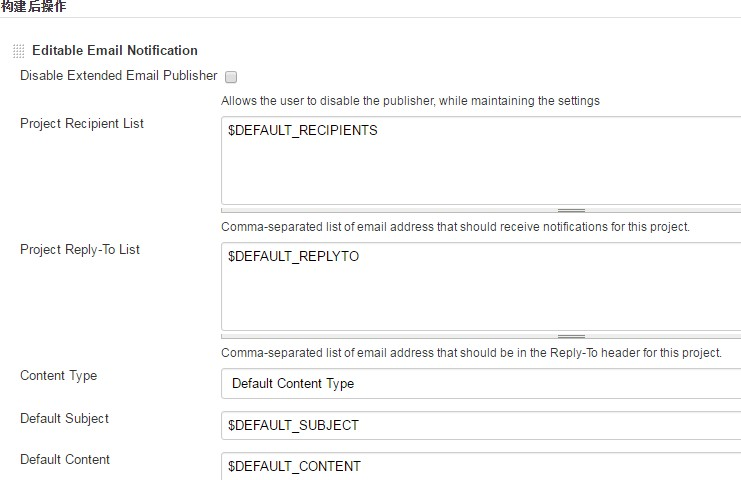 构建后操作
Editable Email Notification
Disable Extended Email Publisher
Allows the user to disable the publisher, while maintaining the settings
Project Recipient List
$DEFAULT_RECIPIENTS
Comma-separated list of email address that should receive notifications for this project.
Project Reply-To List
$DEFAULT_REPLYTO
Comma-separated list of email address that should be in the Reply-To header for this project.
Content Type
Default Content Type
Default Subject
$DEFAULT_SUBJECT
Default Content
$DEFAULT_CONTENT